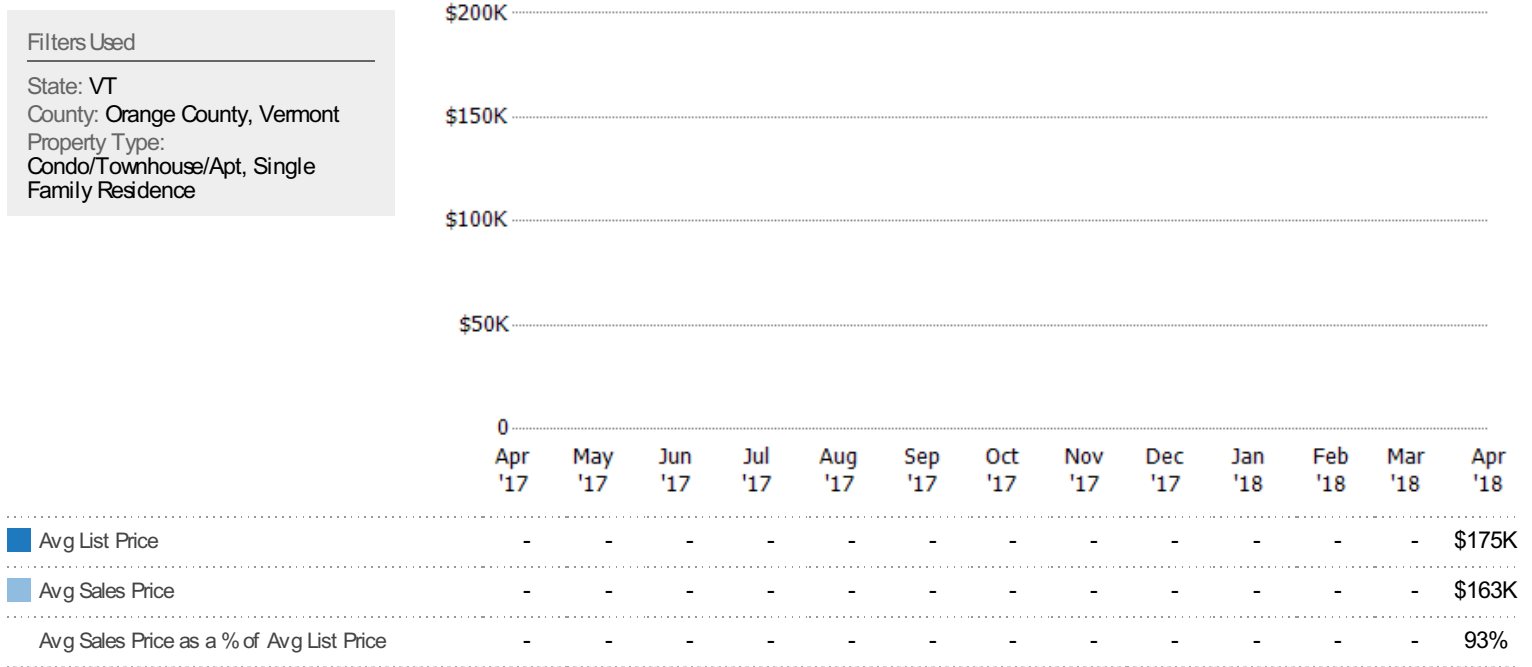 Filters Used
State: VT
County: Orange County, Vermont
Property Type:
Condo/Townhouse/Apt, Single
Family Residence
$200K
$150K
$100K
$50K
0
Apr May Jun Jul Aug Sep Oct Nov Dec Jan Feb Mar Apr
'17 '17 '17 '17 '17 '17 '17 '17 '17 '18 '18 '18 '18
Avg List Price - - - - - - - - - - - - $175K
Avg Sales Price - - - - - - - - - - - - $163K
Avg Sales Price as a % of Avg List Price - - - - - - - - - - - - 93%